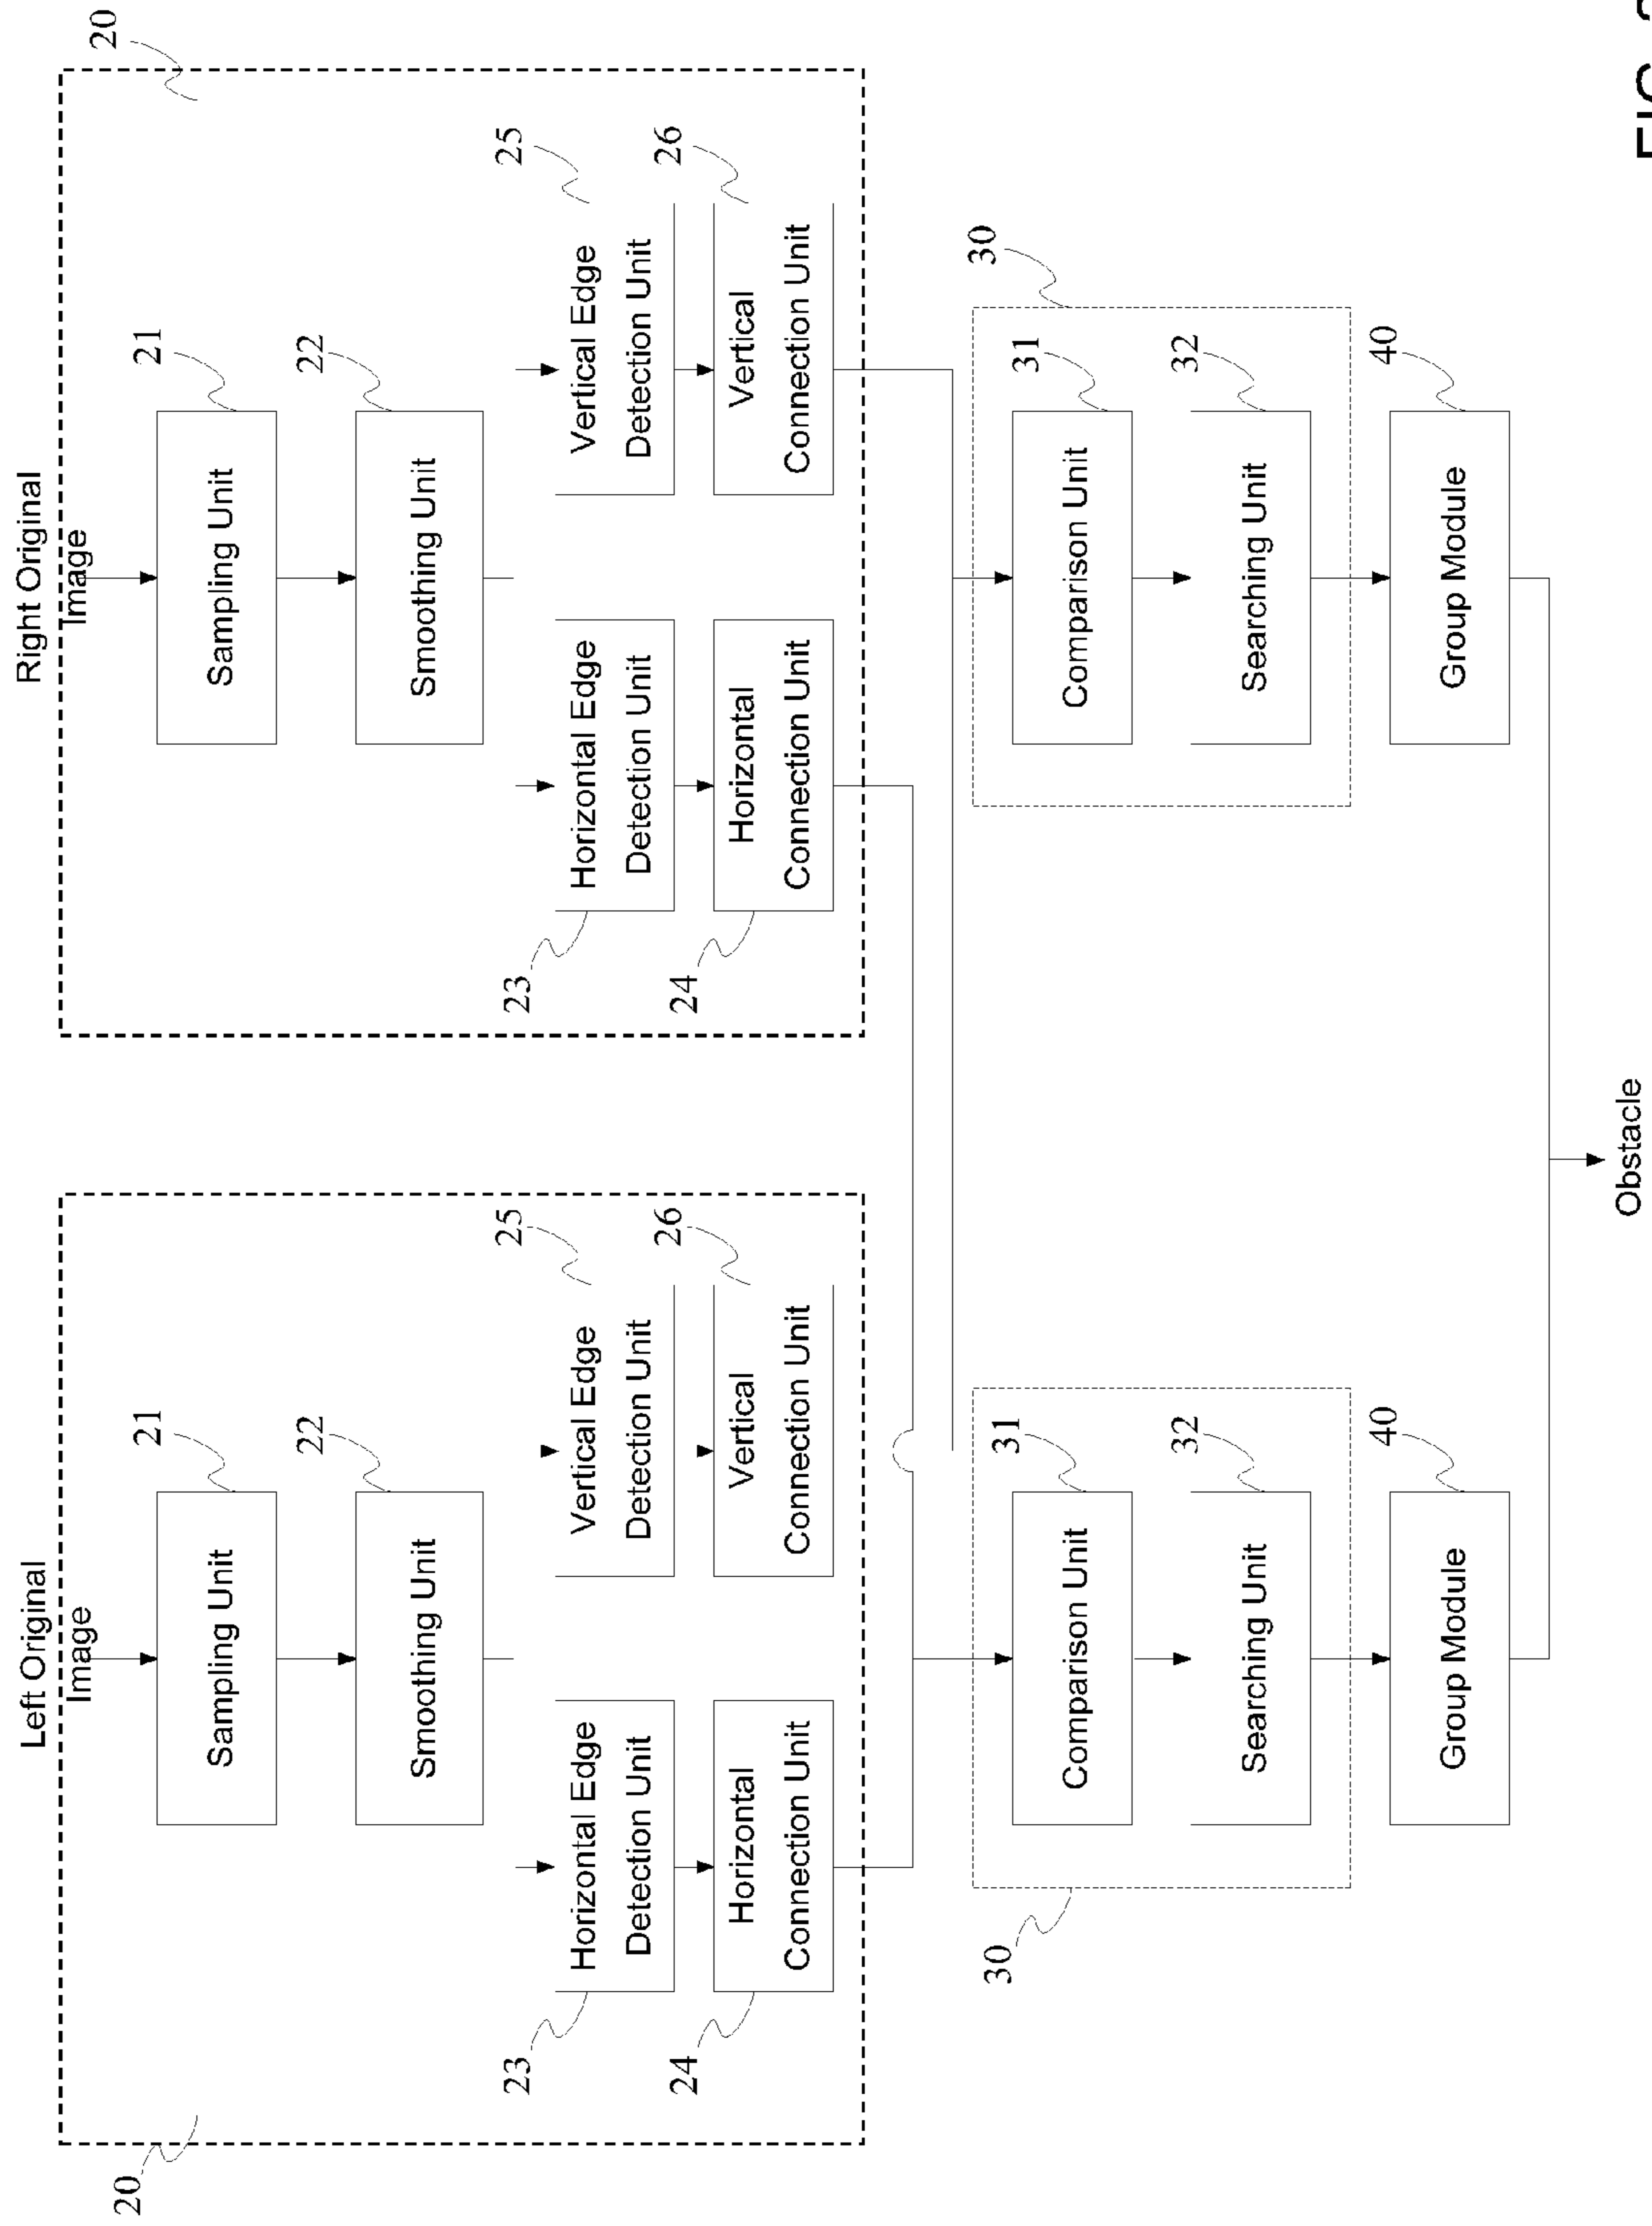 Left Original
Image
20
Sampling Unit
21
Smoothing Unit
22
Horizontal Edge
Detection Unit
23
Vertical Edge
Detection Unit
25
Horizontal
Connection Unit
24
Vertical
Connection Unit
26
Right Original
Image
20
Sampling Unit
21
Smoothing Unit
22
Horizontal Edge
Detection Unit
23
Vertical Edge
Detection Unit
25
Horizontal
Connection Unit
24
Vertical
Connection Unit
26
30
Comparison Unit
31
Searching Unit
32
Group Module
40
30
Comparison Unit
31
Searching Unit
32
Group Module
40
Obstacle
FIG.